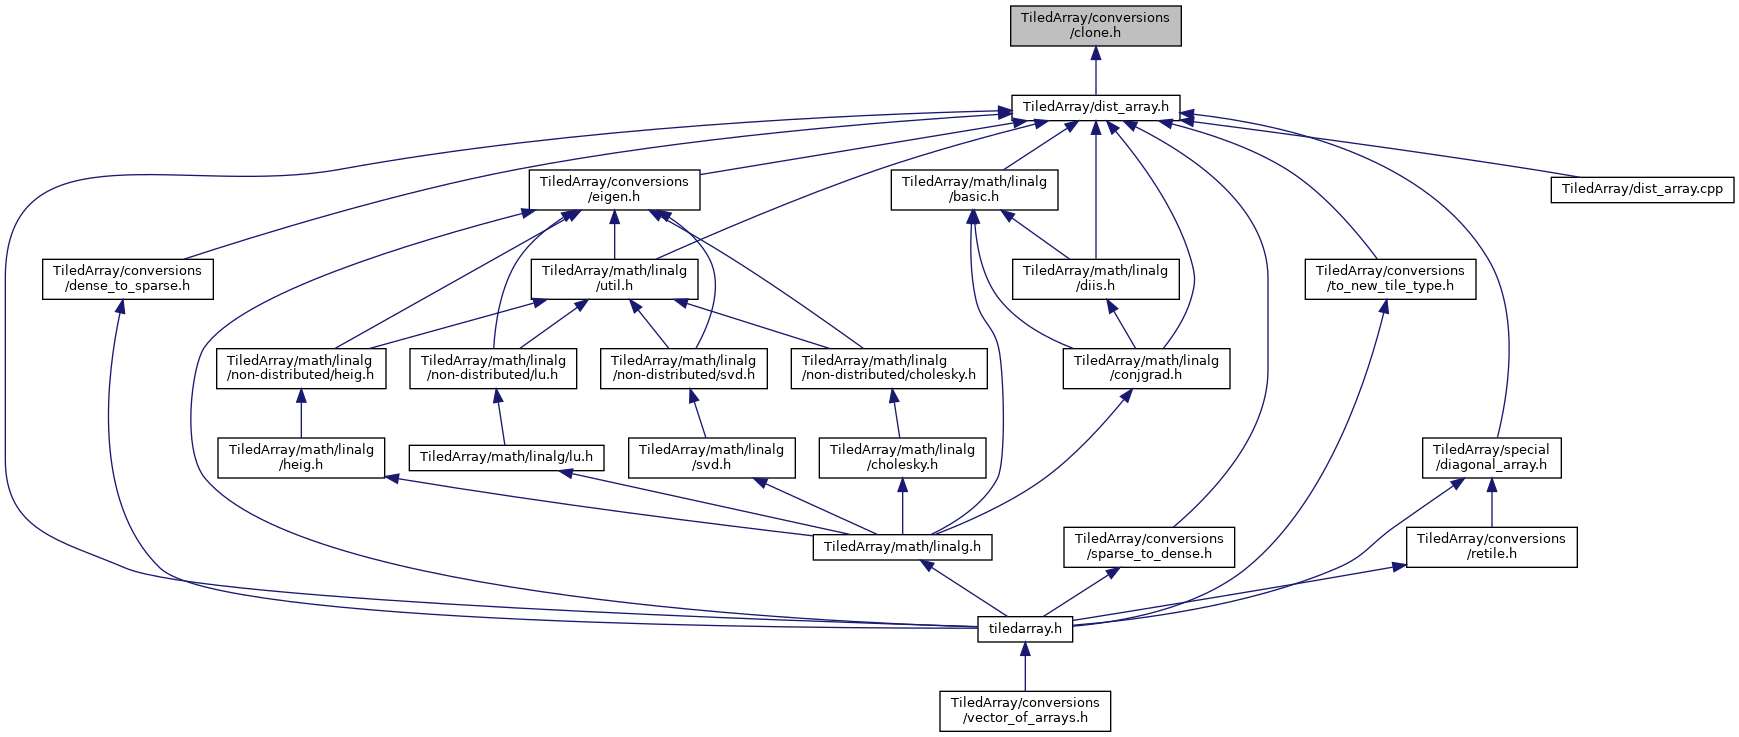 TiledArray/conversions
/clone.h
TiledArray/dist_array.h
TiledArray/conversions
/eigen.h
TiledArray/math/linalg
/basic.h
TiledArray/dist_array.cpp
TiledArray/conversions
/dense_to_sparse.h
TiledArray/math/linalg
/util.h
TiledArray/math/linalg
/diis.h
TiledArray/conversions
/to_new_tile_type.h
TiledArray/math/linalg
/non-distributed/heig.h
TiledArray/math/linalg
/non-distributed/lu.h
TiledArray/math/linalg
/non-distributed/svd.h
TiledArray/math/linalg
/non-distributed/cholesky.h
TiledArray/math/linalg
/conjgrad.h
TiledArray/math/linalg
/heig.h
TiledArray/math/linalg/lu.h
TiledArray/math/linalg
/svd.h
TiledArray/math/linalg
/cholesky.h
TiledArray/special
/diagonal_array.h
TiledArray/math/linalg.h
TiledArray/conversions
/sparse_to_dense.h
TiledArray/conversions
/retile.h
tiledarray.h
TiledArray/conversions
/vector_of_arrays.h